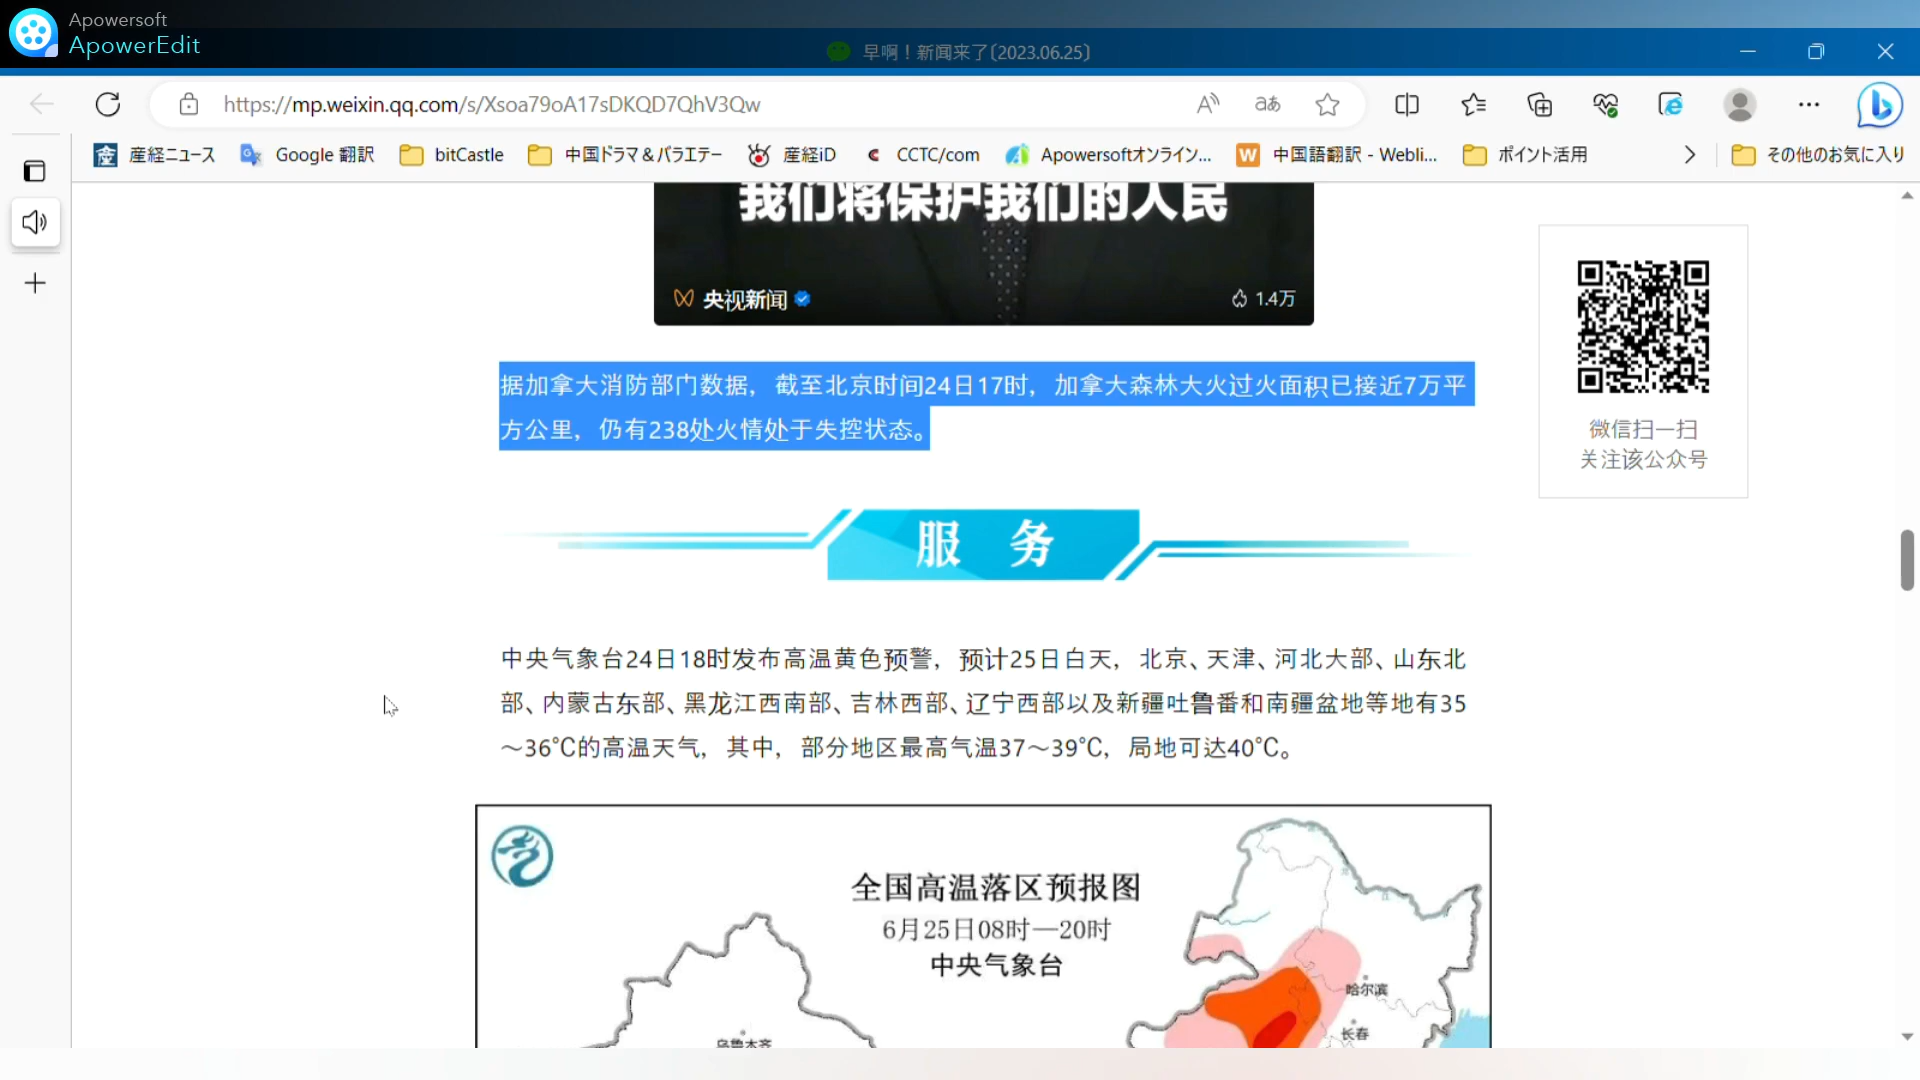 Apowersoft
ApowerEdit
早啊！新闻来了〔2023.06.25〕
https://mp.weixin.qq.com/s/Xsoa79oA17sDKQD7QhV3Qw
産経ニュース
Google 翻訳
bitCastle
中国ドラマ＆バラエテー
産経iD
CCTC/com
Apowersoftオンライン...
中国語翻訳 - Webli...
ポイント活用
その他のお気に入り
我们将保护我们的人民
央视新闻
1.4万
据加拿大消防部门数据，截至北京时间24日17时，加拿大森林大火过火面积已接近7万平
方公里，仍有238处火情处于失控状态。
微信扫一扫
关注该公众号
服 务
中央气象台24日18时发布高温黄色预警，预计25日白天，北京、天津、河北大部、山东北
部、内蒙古东部、黑龙江西南部、吉林西部、辽宁西部以及新疆吐鲁番和南疆盆地等地有35
～36℃的高温天气，其中，部分地区最高气温37～39℃，局地可达40℃。
全国高温落区预报图
6月25日08时—20时
中央气象台
哈尔滨
长春
乌鲁木齐